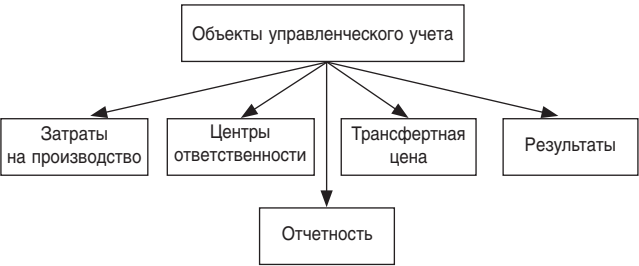 Объекты управленческого учета
Затраты
на производство
Центры
ответственности
Трансфертная
цена
Результаты
Отчетность